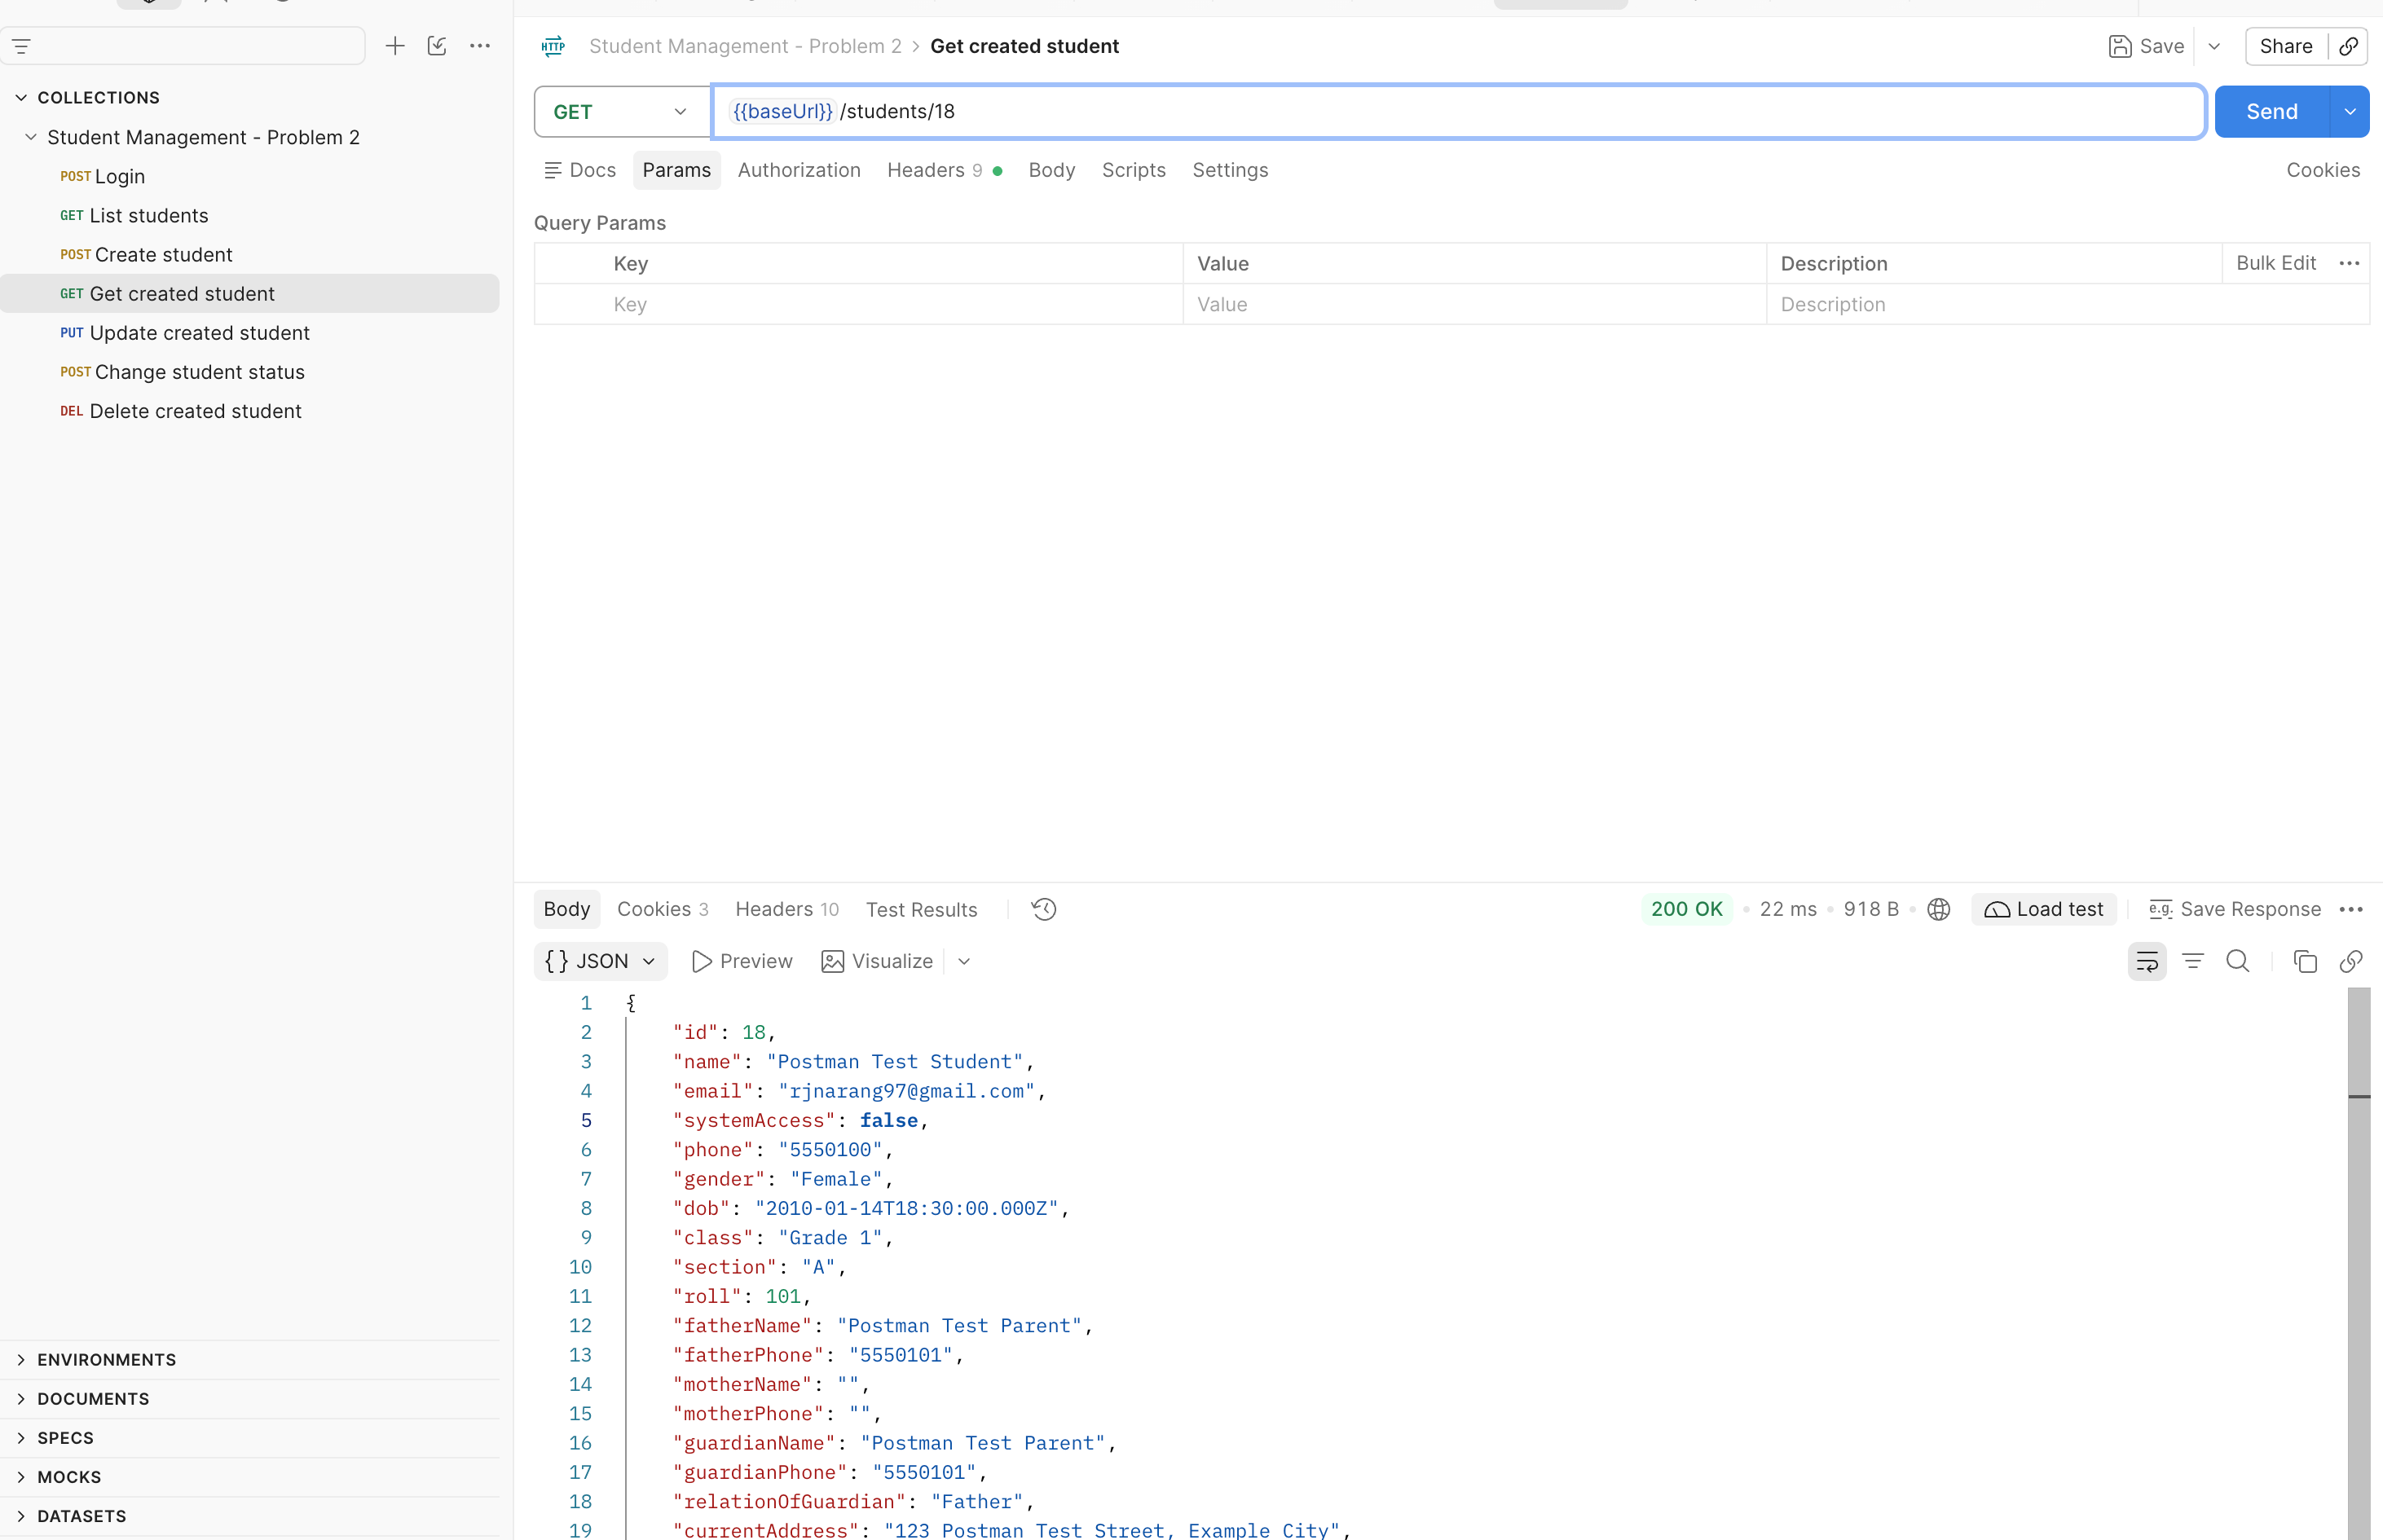 Student Management - Problem 2 > Get created student
Save
Share
COLLECTIONS
Student Management - Problem 2
POST Login
GET List students
POST Create student
GET Get created student
PUT Update created student
POST Change student status
DEL Delete created student
ENVIRONMENTS
DOCUMENTS
SPECS
MOCKS
DATASETS
HTTP
GET
{{baseUrl}} /students/18
Send
Docs Params Authorization Headers 9 Body Scripts Settings Cookies
Query Params
Key Value Description Bulk Edit
Key Value Description
Body Cookies 3 Headers 10 Test Results 200 OK • 22 ms • 918 B • Load test e.g. Save Response
{} JSON Preview Visualize
1 {
2 "id": 18,
3 "name": "Postman Test Student",
4 "email": "rjnarang97@gmail.com",
5 "systemAccess": false,
6 "phone": "5550100",
7 "gender": "Female",
8 "dob": "2010-01-14T18:30:00.000Z",
9 "class": "Grade 1",
10 "section": "A",
11 "roll": 101,
12 "fatherName": "Postman Test Parent",
13 "fatherPhone": "5550101",
14 "motherName": "",
15 "motherPhone": "",
16 "guardianName": "Postman Test Parent",
17 "guardianPhone": "5550101",
18 "relationOfGuardian": "Father",
19 "currentAddress": "123 Postman Test Street, Example City",